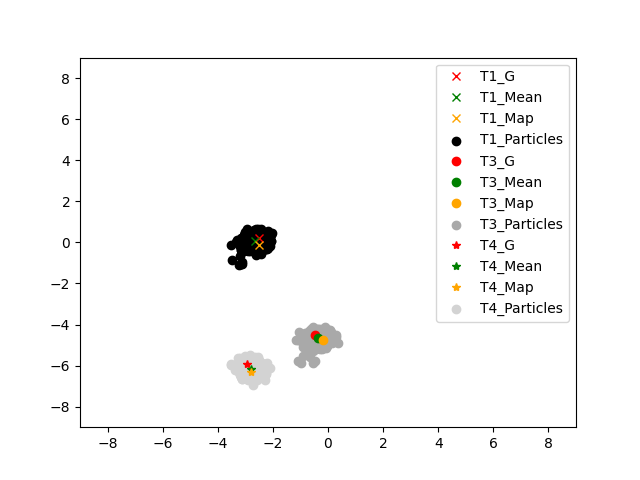 8
6
4
2
0
−2
−4
−6
−8
−8 −6 −4 −2 0 2 4 6 8
T1_G
T1_Mean
T1_Map
T1_Particles
T3_G
T3_Mean
T3_Map
T3_Particles
T4_G
T4_Mean
T4_Map
T4_Particles